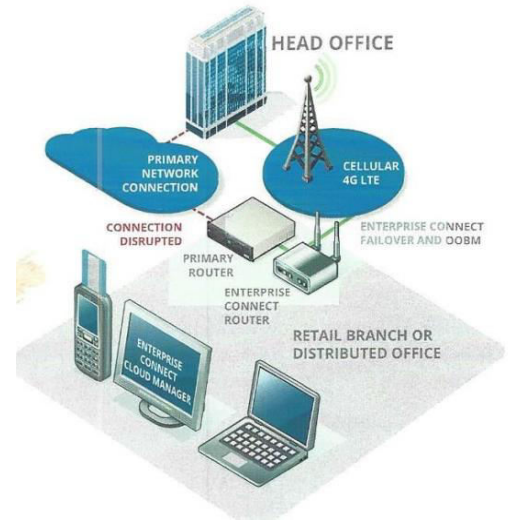 HEAD OFFICE
PRIMARY
NETWORK
CONNECTION
CELLULAR
4G LTE
CONNECTION
DISRUPTED
ENTERPRISE CONNECT
FAILOVER AND OOBM
PRIMARY
ROUTER
ENTERPRISE
CONNECT
ROUTER
RETAIL BRANCH OR
DISTRIBUTED OFFICE
ENTERPRISE
CONNECT
CLOUD MANAGER